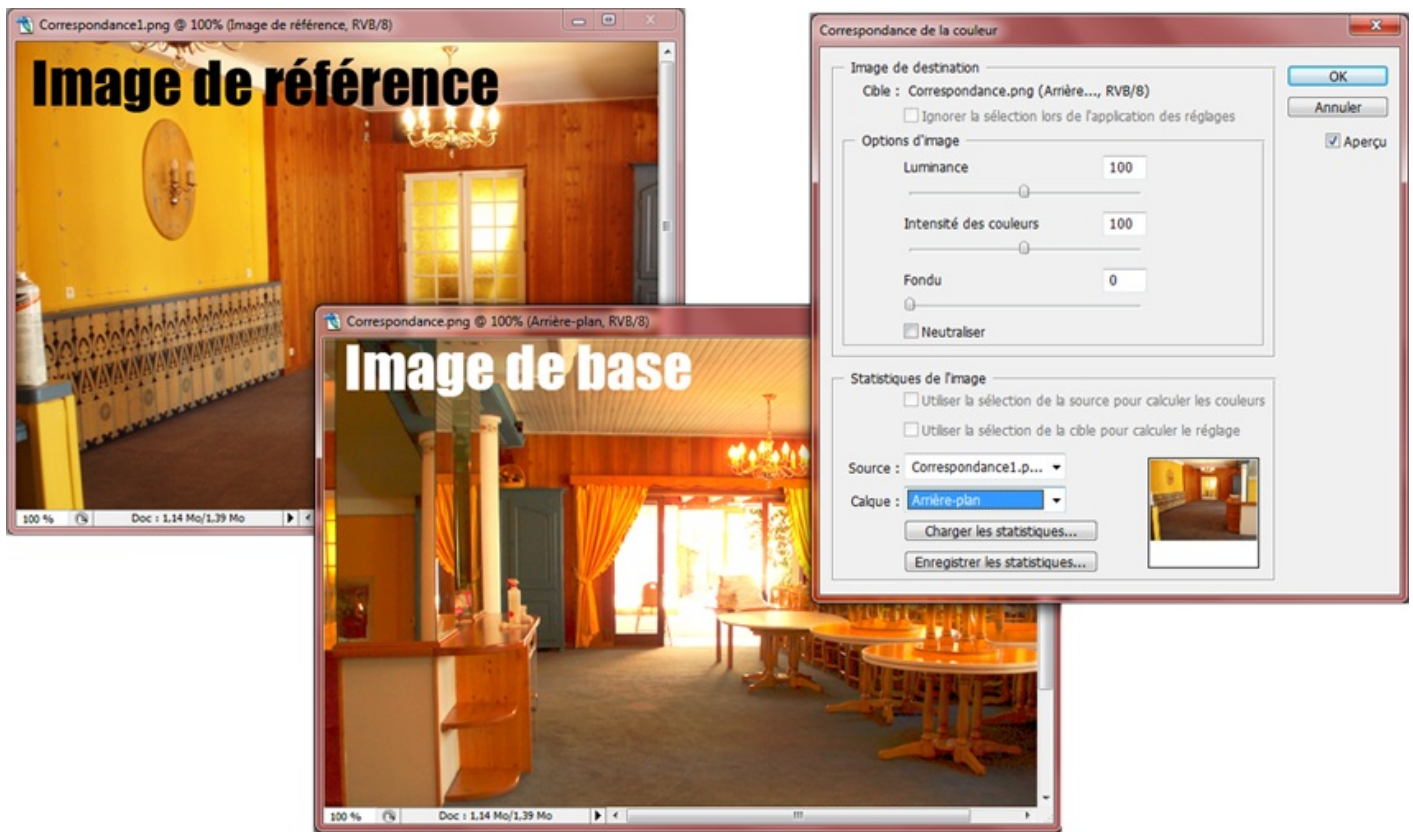 Correspondance1.png @ 100% (Image de référence, RVB/8)
Image de référence
100 %
Doc : 1,14 Mo/1,39 Mo
Correspondance.png @ 100% (Arrière-plan, RVB/8)
Image de base
100 %
Doc : 1,14 Mo/1,39 Mo
Correspondance de la couleur
Image de destination
Cible : Correspondance.png (Arrière..., RVB/8)
Ignorer la sélection lors de l'application des réglages
Options d'image
Luminance 100
Intensité des couleurs 100
Fondu 0
Neutraliser
OK
Annuler
Aperçu
Statistiques de l'image
Utiliser la sélection de la source pour calculer les couleurs
Utiliser la sélection de la cible pour calculer le réglage
Source : Correspondance1.p...
Calque : Arrière-plan
Charger les statistiques...
Enregistrer les statistiques...